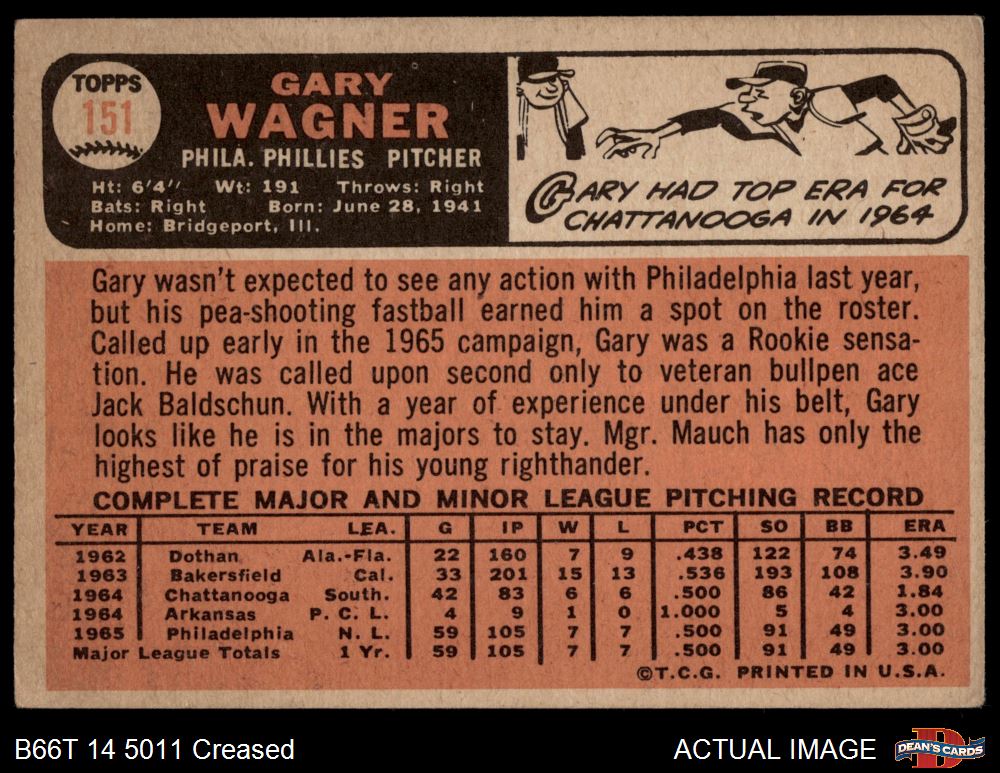 TOPPS
151
GARY
WAGNER
PHILA. PHILLIES PITCHER
Ht: 6'4" Wt: 191 Throws: Right
Bats: Right Born: June 28, 1941
Home: Bridgeport, Ill.
GARY HAD TOP ERA FOR
CHATTANOOGA IN 1964
Gary wasn't expected to see any action with Philadelphia last year,
but his pea-shooting fastball earned him a spot on the roster.
Called up early in the 1965 campaign, Gary was a Rookie sensa-
tion. He was called upon second only to veteran bullpen ace
Jack Baldschun. With a year of experience under his belt, Gary
looks like he is in the majors to stay. Mgr. Mauch has only the
highest of praise for his young righthander.
COMPLETE MAJOR AND MINOR LEAGUE PITCHING RECORD
YEAR TEAM LEA. G IP W L PCT SO BB ERA
1962 Dothan Ala.-Fla. 22 160 7 9 .438 122 74 3.49
1963 Bakersfield Cal. 33 201 15 13 .536 193 108 3.90
1964 Chattanooga South. 42 83 6 6 .500 86 42 1.84
1964 Arkansas P. C. L. 4 9 1 0 1.000 5 4 3.00
1965 Philadelphia N. L. 59 105 7 7 .500 91 49 3.00
Major League Totals 1 Yr. 59 105 7 7 .500 91 49 3.00
©T.C.G. PRINTED IN U.S.A.
B66T 14 5011 Creased
ACTUAL IMAGE
DEAN'S CARDS